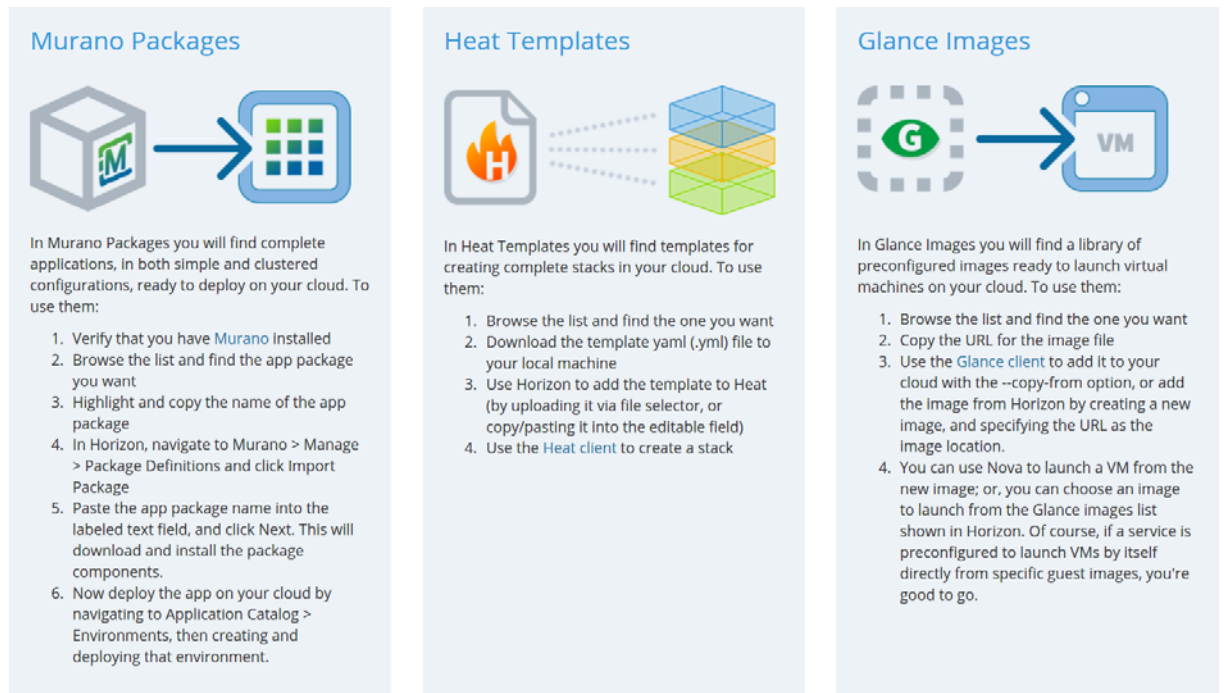 Murano Packages
M
In Murano Packages you will find complete
applications, in both simple and clustered
configurations, ready to deploy on your cloud. To
use them:
1. Verify that you have Murano installed
2. Browse the list and find the app package
you want
3. Highlight and copy the name of the app
package
4. In Horizon, navigate to Murano > Manage
> Package Definitions and click Import
Package
5. Paste the app package name into the
labeled text field, and click Next. This will
download and install the package
components.
6. Now deploy the app on your cloud by
navigating to Application Catalog >
Environments, then creating and
deploying that environment.
Heat Templates
H
In Heat Templates you will find templates for
creating complete stacks in your cloud. To use
them:
1. Browse the list and find the one you want
2. Download the template yaml (.yml) file to
your local machine
3. Use Horizon to add the template to Heat
(by uploading it via file selector, or
copy/pasting it into the editable field)
4. Use the Heat client to create a stack
Glance Images
G
VM
In Glance Images you will find a library of
preconfigured images ready to launch virtual
machines on your cloud. To use them:
1. Browse the list and find the one you want
2. Copy the URL for the image file
3. Use the Glance client to add it to your
cloud with the --copy-from option, or add
the image from Horizon by creating a new
image, and specifying the URL as the
image location.
4. You can use Nova to launch a VM from the
new image; or, you can choose an image
to launch from the Glance images list
shown in Horizon. Of course, if a service is
preconfigured to launch VMs by itself
directly from specific guest images, you're
good to go.